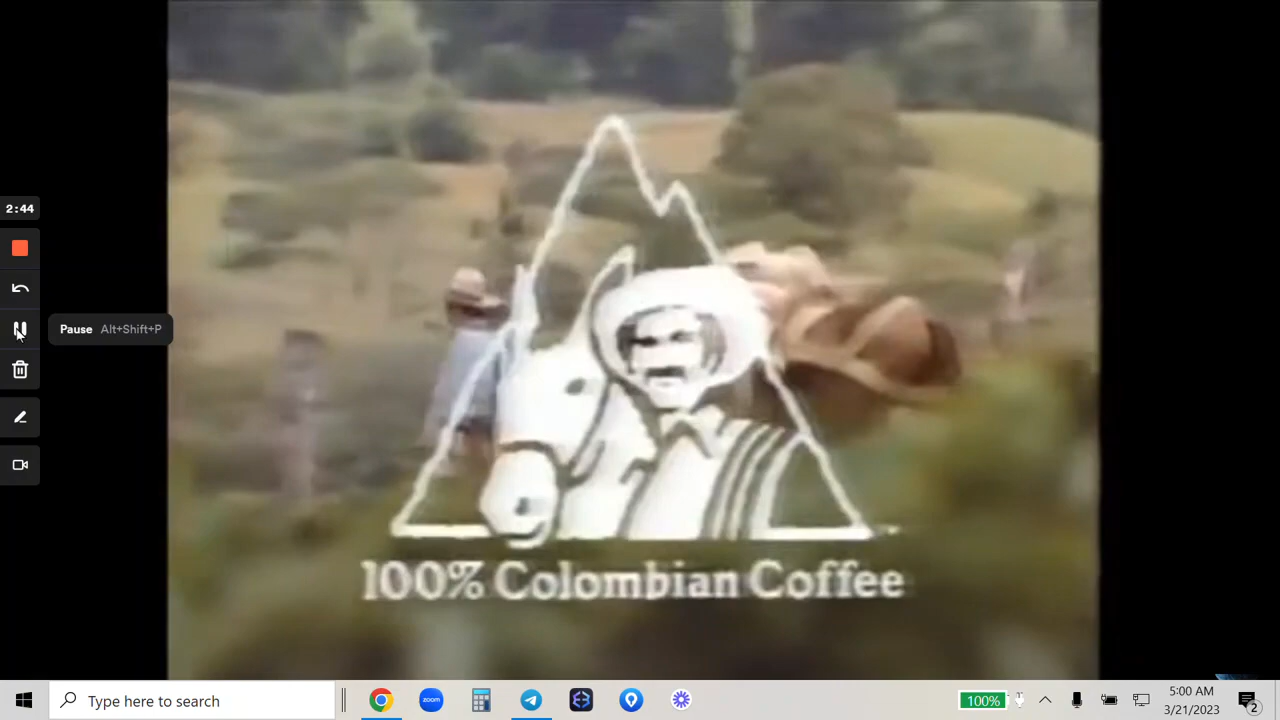 2:44
Pause Alt+Shift+P
100% Colombian Coffee
Type here to search
zoom
100%
5:00 AM
3/21/2023
2